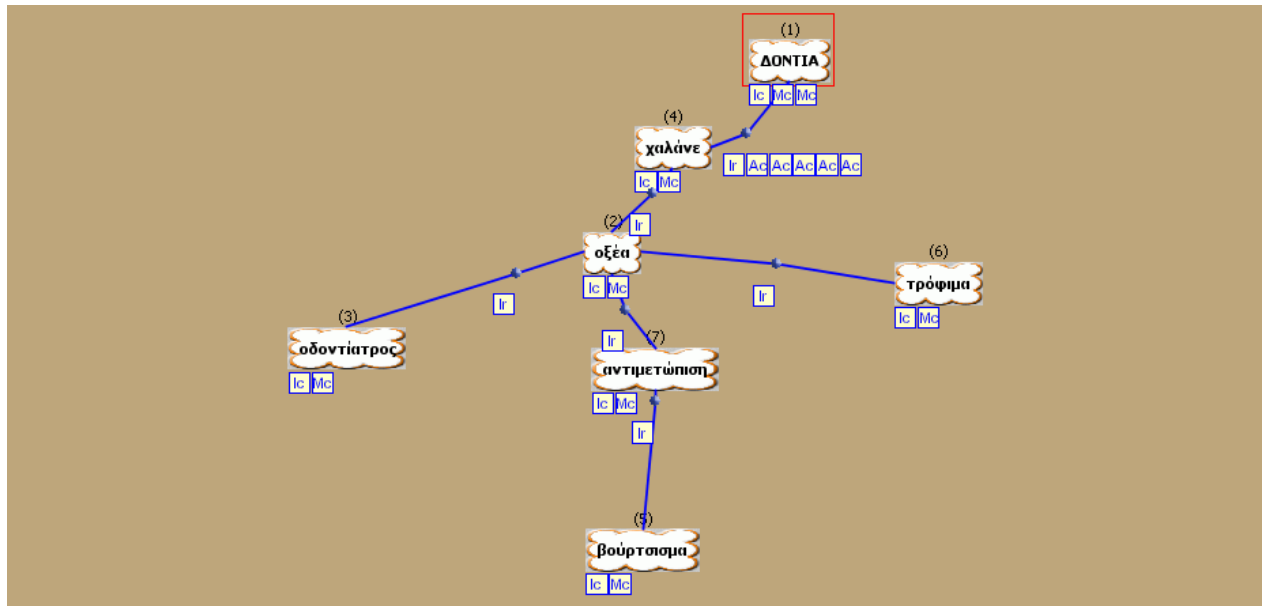 (1)
ΔΟΝΤΙΑ
Ic Mc Mc
(4)
χαλάνε
Ir Ac Ac Ac Ac Ac
Ic Mc
(2)
Ir
οξέα
(6)
τρόφιμα
Ic Mc
Ir
Ir
Ic Mc
(3)
οδοντίατρος
Ir
(7)
αντιμετώπιση
Ic Mc
Ic Mc
Ir
(5)
βούρτσισμα
Ic Mc